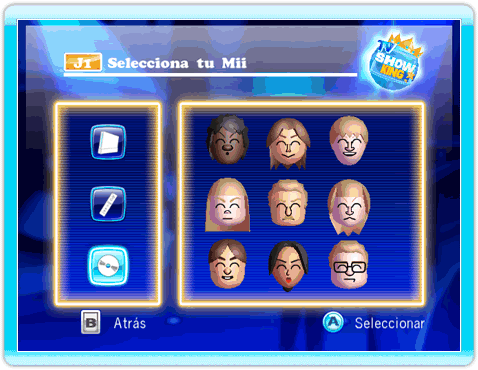 J1 Selecciona tu Mii
TV
SHOW
KING
B Atrás
A Seleccionar